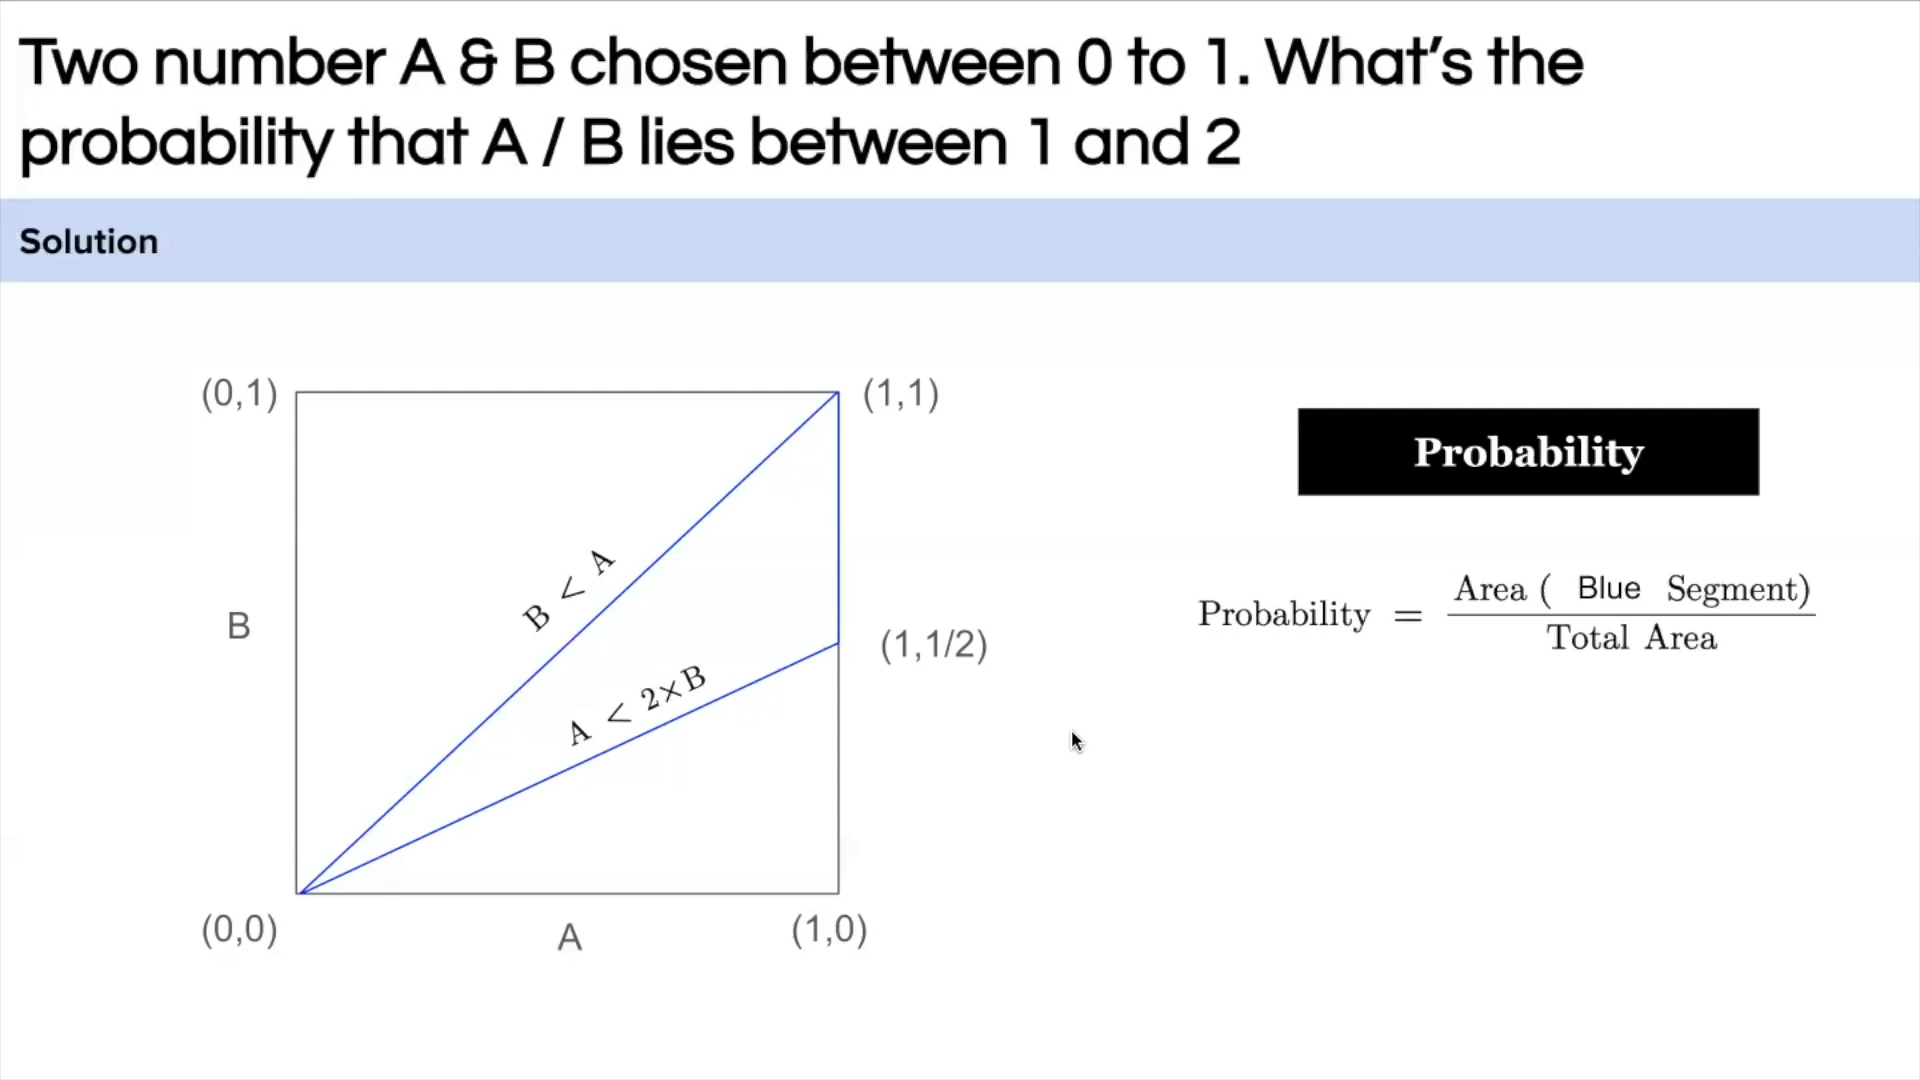 Two number A & B chosen between 0 to 1. What's the
probability that A / B lies between 1 and 2
Solution
(0,1)
(1,1)
B < A
B
A < 2×B
(1,1/2)
(0,0)
A
(1,0)
Probability
Probability = Area ( Blue Segment)
Total Area